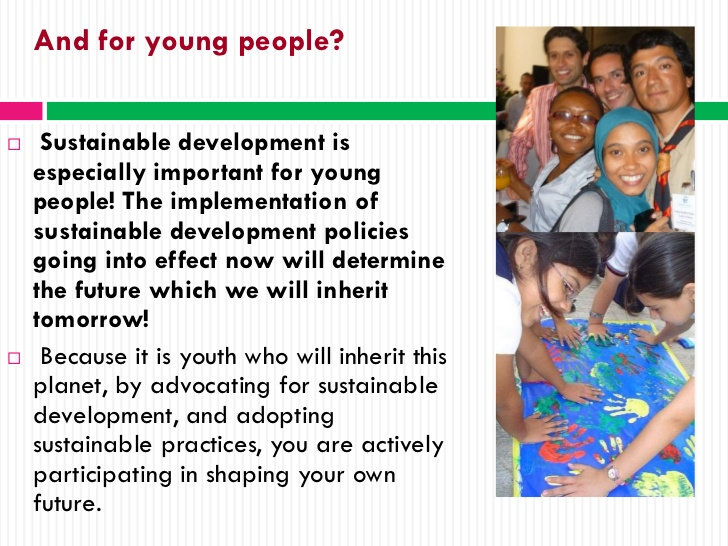 And for young people?
Sustainable development is
especially important for young
people! The implementation of
sustainable development policies
going into effect now will determine
the future which we will inherit
tomorrow!
Because it is youth who will inherit this
planet, by advocating for sustainable
development, and adopting
sustainable practices, you are actively
participating in shaping your own
future.